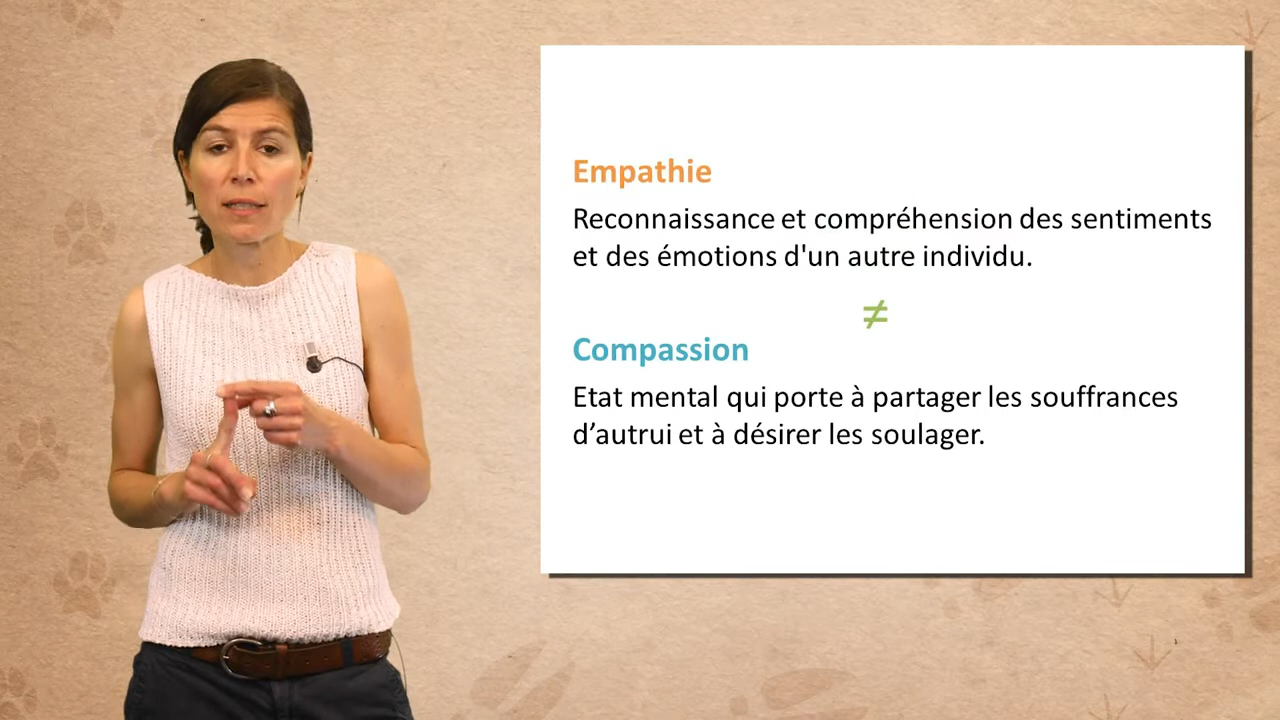 Empathie
Reconnaissance et compréhension des sentiments
et des émotions d'un autre individu.
≠
Compassion
Etat mental qui porte à partager les souffrances
d’autrui et à désirer les soulager.